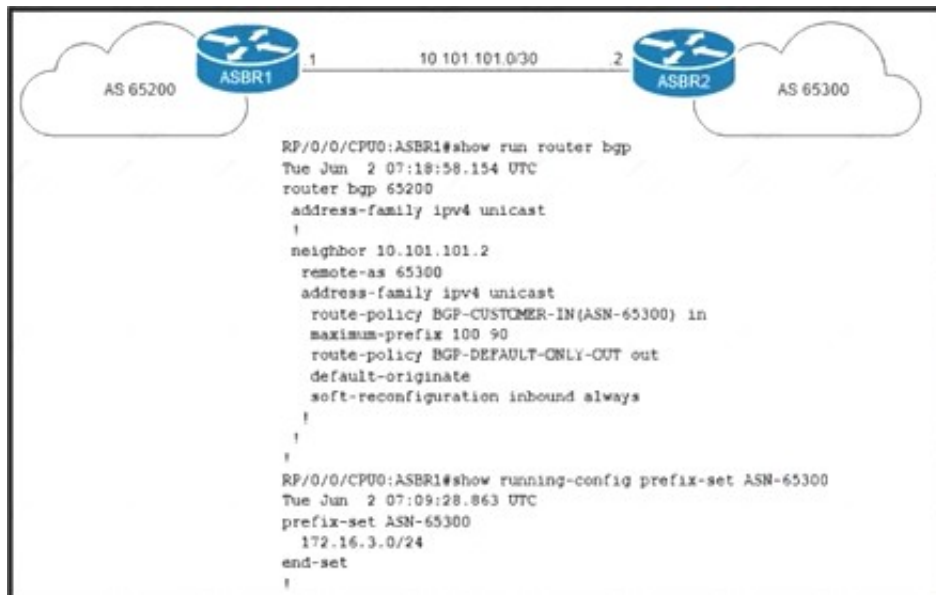 AS 65200
ASBR1
.1
10 101.101.0/30
.2
ASBR2
AS 65300
RP/0/0/CPU0:ASBR1#show run router bgp
Tue Jun 2 07:18:58.154 UTC
router bgp 65200
address-family ipv4 unicast
!
neighbor 10.101.101.2
remote-as 65300
address-family ipv4 unicast
route-policy BGP-CUSTOMER-IN(ASN-65300) in
maximum-prefix 100 90
route-policy BGP-DEFAULT-ONLY-OUT out
default-originate
soft-reconfiguration inbound always
!
!
!
RP/0/0/CPU0:ASBR1#show running-config prefix-set ASN-65300
Tue Jun 2 07:09:28.863 UTC
prefix-set ASN-65300
172.16.3.0/24
end-set
!